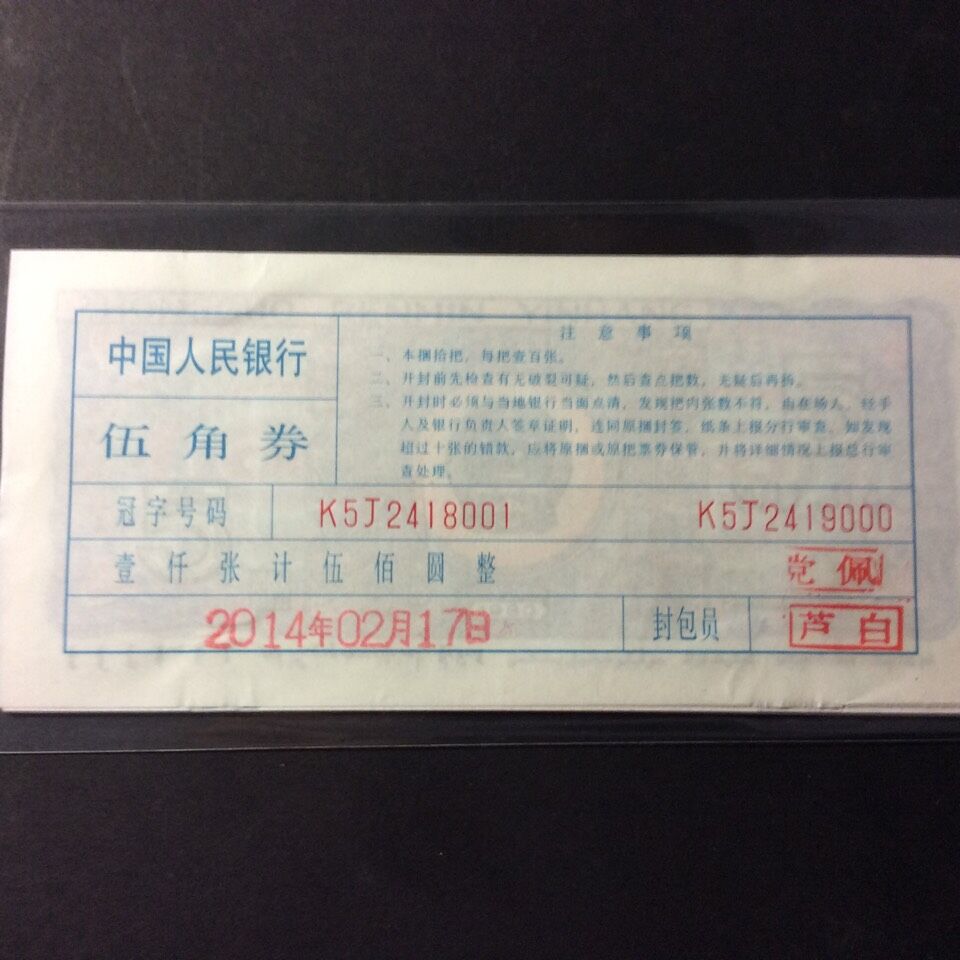 中国人民银行
伍角券
注意事项
一、本捆拾把，每把壹百张。
二、开封前先检查有无破裂可疑，然后查点把数，无疑后再拆。
三、开封时必须与当地银行当面点清，发现把内张数不符，由在场人、经手
人及银行负责人签章证明，连同原捆封签，纸条上报分行审查。如发现
超过十张的错款，应将原捆或原把票券保管，并将详细情况上报总行审
查处理。
冠字号码 K5J2418001 K5J2419000
壹仟张计伍佰圆整 党佩
2014年02月17日 封包员 芦白